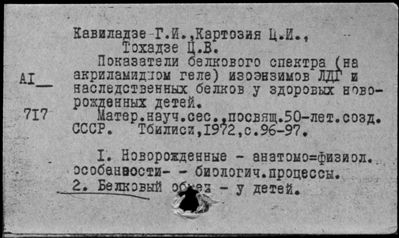 Кавиладзе Г.И., Картозия Ц.И.,
Тохадзе Ц.В.
Показатели белкового спектра (на
акриламидном геле) изоэнзимов ЛДГ и
наследственных белков у здоровых ново-
рожденных детей.
Матер.науч.сес.,посвящ.50-лет.созд.
СССР. Тбилиси,1972,с.96-97.
АI__
717
I. Новорожденные - анатомо=физиол.
особенности- - биологич.процессы.
2. Белковый обмен - у детей.